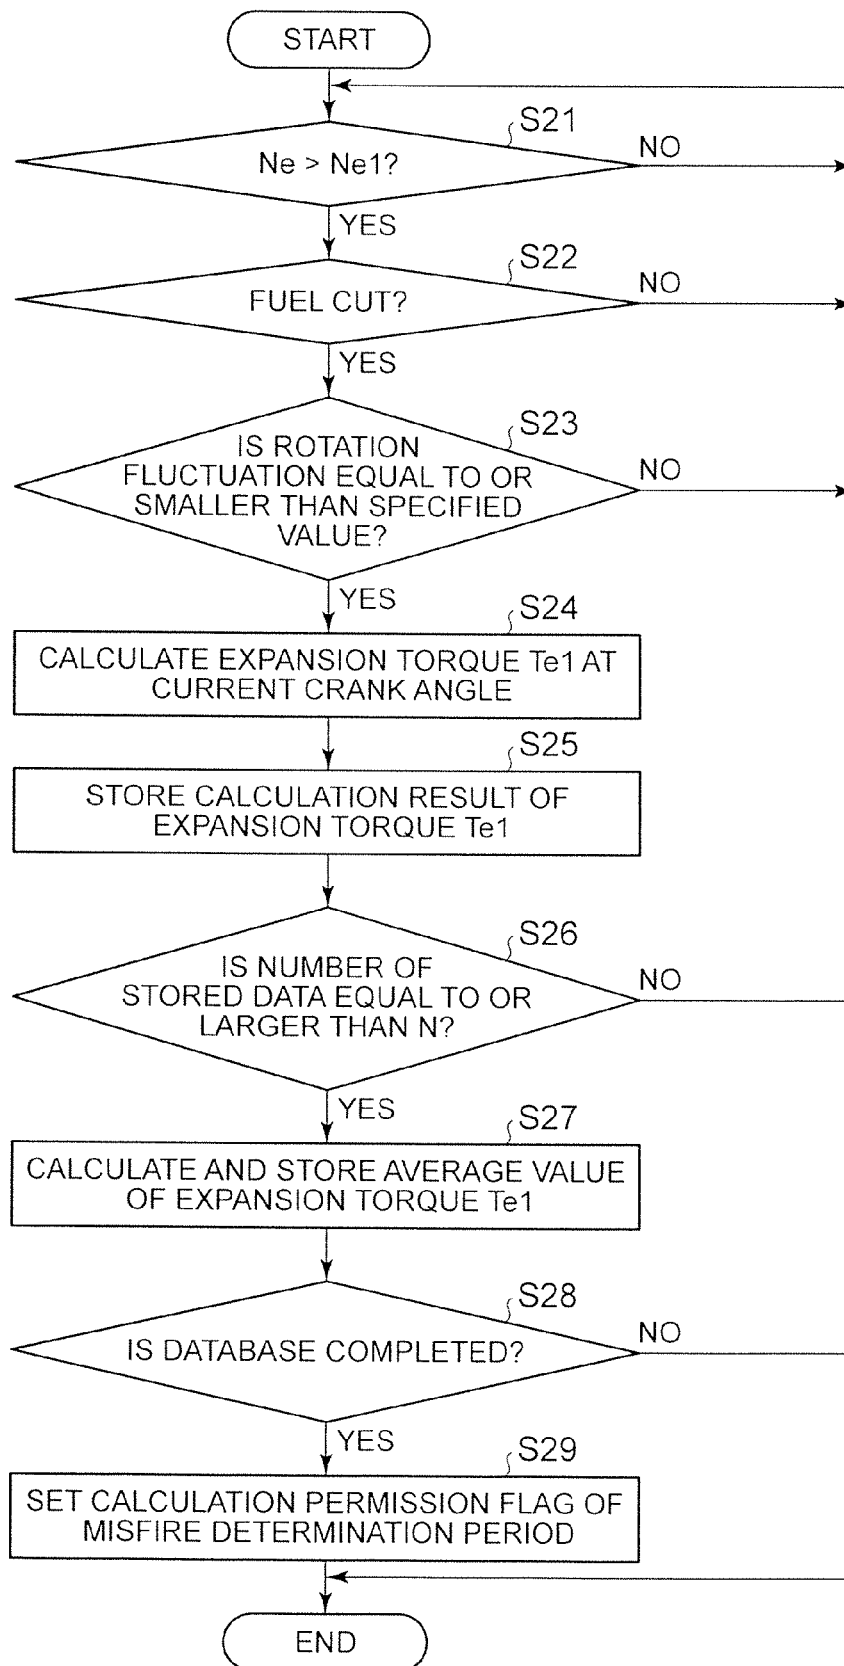 START
S21
Ne > Ne1?
NO
YES
S22
FUEL CUT?
NO
YES
S23
IS ROTATION
FLUCTUATION EQUAL TO OR
SMALLER THAN SPECIFIED
VALUE?
NO
YES
S24
CALCULATE EXPANSION TORQUE Te1 AT
CURRENT CRANK ANGLE
S25
STORE CALCULATION RESULT OF
EXPANSION TORQUE Te1
S26
IS NUMBER OF
STORED DATA EQUAL TO OR
LARGER THAN N?
NO
YES
S27
CALCULATE AND STORE AVERAGE VALUE
OF EXPANSION TORQUE Te1
S28
IS DATABASE COMPLETED?
NO
YES
S29
SET CALCULATION PERMISSION FLAG OF
MISFIRE DETERMINATION PERIOD
END